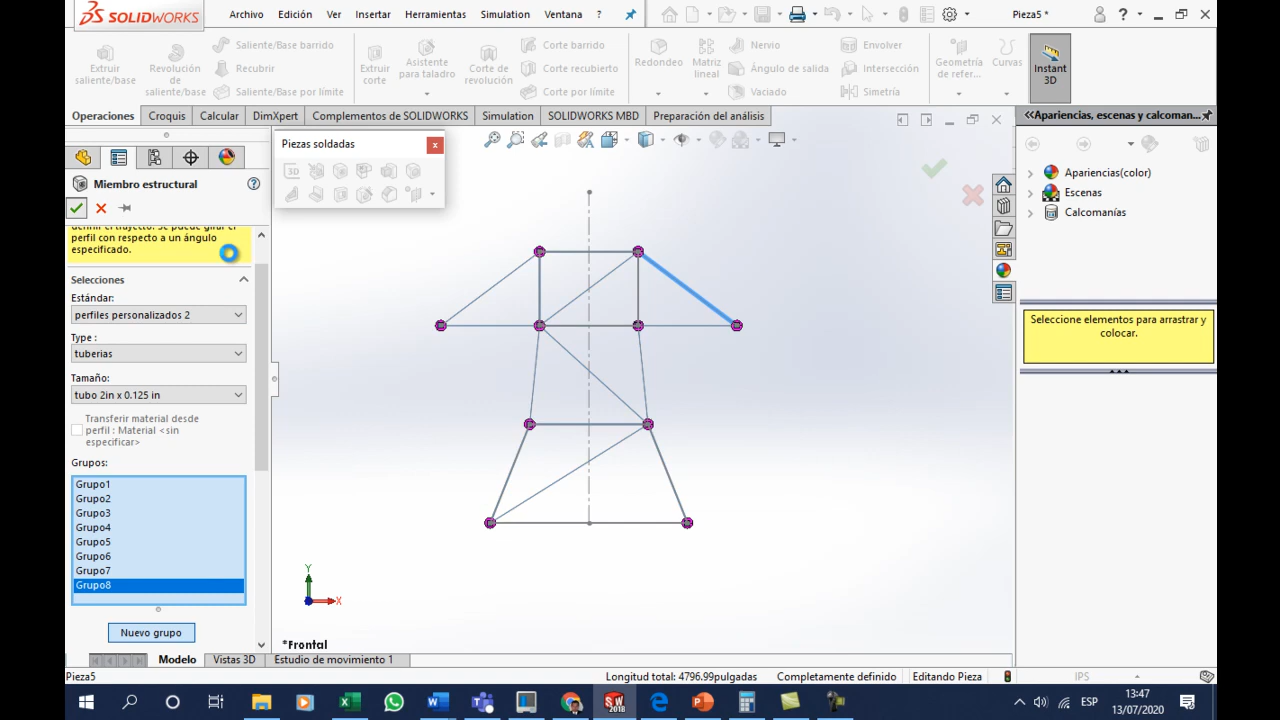 SOLIDWORKS
Archivo Edición Ver Insertar Herramientas Simulation Ventana ?
Pieza5 *
?
Extruir saliente/base
Revolución de saliente/base
Saliente/Base barrido
Recubrir
Saliente/Base por límite
Extruir corte
Asistente para taladro
Corte de revolución
Corte barrido
Corte recubierto
Corte por límite
Redondeo
Matriz lineal
Nervio
Ángulo de salida
Vaciado
Envolver
Intersección
Simetría
Geometría de refer...
Curvas
Instant 3D
Operaciones Croquis Calcular DimXpert Complementos de SOLIDWORKS Simulation SOLIDWORKS MBD Preparación del análisis
Apariencias, escenas y calcoman...
Piezas soldadas
Miembro estructural
definir el trayecto. Se puede girar el
perfil con respecto a un ángulo
especificado.
Selecciones
Estándar:
perfiles personalizados 2
Type :
tuberias
Tamaño:
tubo 2in x 0.125 in
Transferir material desde
perfil : Material <sin
especificar>
Grupos:
Grupo1
Grupo2
Grupo3
Grupo4
Grupo5
Grupo6
Grupo7
Grupo8
Nuevo grupo
Apariencias(color)
Escenas
Calcomanías
Seleccione elementos para arrastrar y
colocar.
Y
X
*Frontal
Modelo Vistas 3D Estudio de movimiento 1
Pieza5
Longitud total: 4796.99pulgadas Completamente definido Editando Pieza IPS
ESP
13:47
13/07/2020